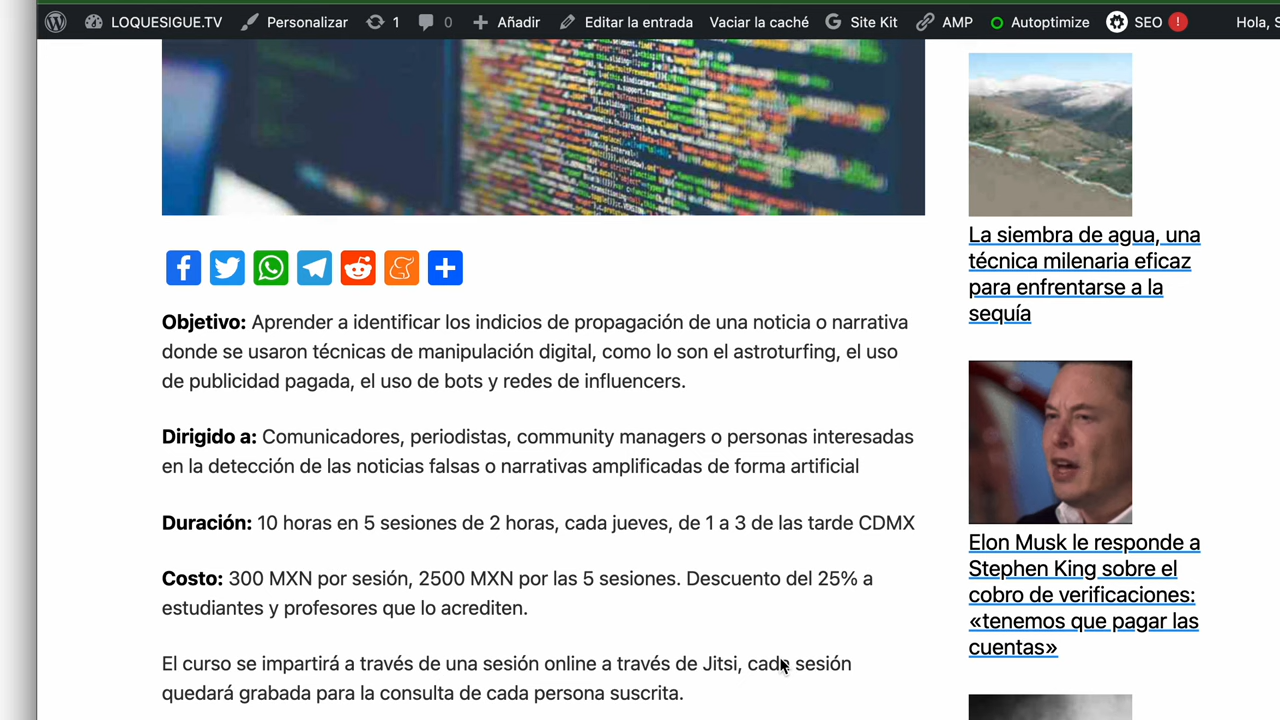 LOQUESIGUE.TV Personalizar 1 0 Añadir Editar la entrada Vaciar la caché Site Kit AMP Autoptimize SEO ! Hola, S
Objetivo: Aprender a identificar los indicios de propagación de una noticia o narrativa
donde se usaron técnicas de manipulación digital, como lo son el astroturfing, el uso
de publicidad pagada, el uso de bots y redes de influencers.
Dirigido a: Comunicadores, periodistas, community managers o personas interesadas
en la detección de las noticias falsas o narrativas amplificadas de forma artificial
Duración: 10 horas en 5 sesiones de 2 horas, cada jueves, de 1 a 3 de las tarde CDMX
Costo: 300 MXN por sesión, 2500 MXN por las 5 sesiones. Descuento del 25% a
estudiantes y profesores que lo acrediten.
El curso se impartirá a través de una sesión online a través de Jitsi, cada sesión
quedará grabada para la consulta de cada persona suscrita.
La siembra de agua, una
técnica milenaria eficaz
para enfrentarse a la
sequía
Elon Musk le responde a
Stephen King sobre el
cobro de verificaciones:
«tenemos que pagar las
cuentas»